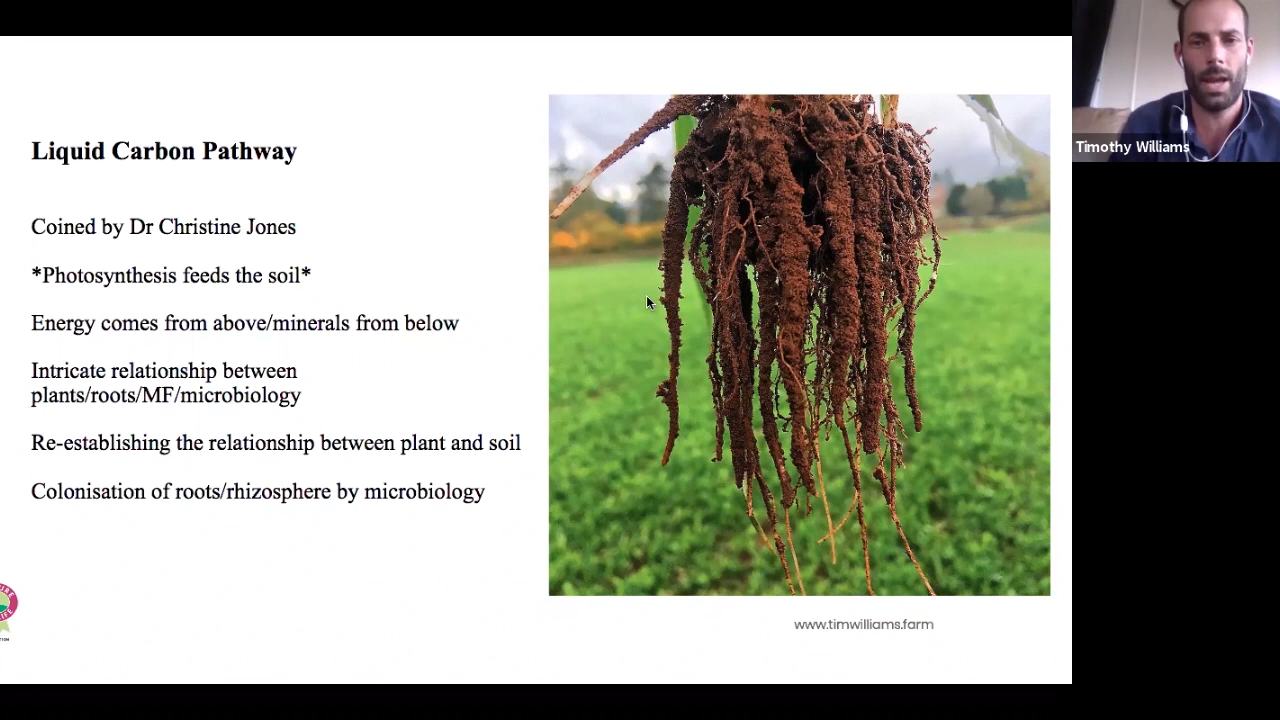 Liquid Carbon Pathway
Coined by Dr Christine Jones
*Photosynthesis feeds the soil*
Energy comes from above/minerals from below
Intricate relationship between
plants/roots/MF/microbiology
Re-establishing the relationship between plant and soil
Colonisation of roots/rhizosphere by microbiology
www.timwilliams.farm
Timothy Williams